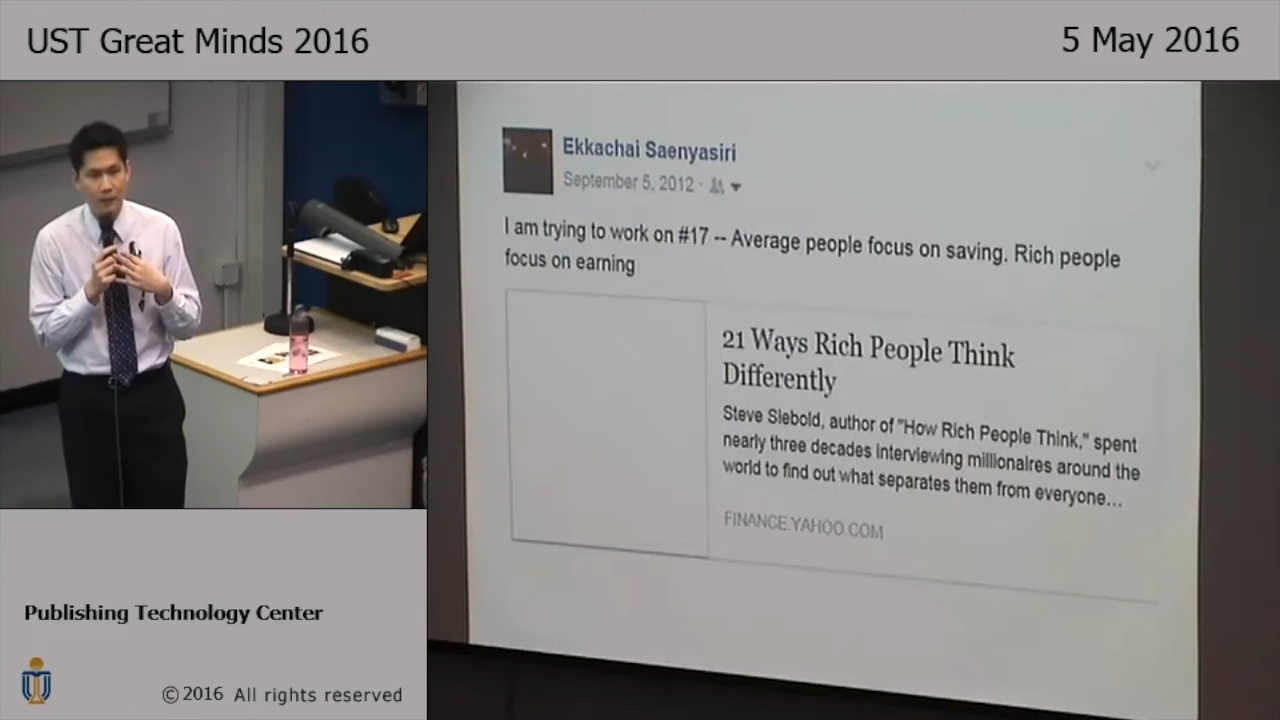 UST Great Minds 2016
5 May 2016
Ekkachai Saenyasiri
September 5, 2012 ·
I am trying to work on #17 -- Average people focus on saving. Rich people
focus on earning
21 Ways Rich People Think
Differently
Steve Siebold, author of "How Rich People Think," spent
nearly three decades interviewing millionaires around the
world to find out what separates them from everyone...
FINANCE.YAHOO.COM
Publishing Technology Center
© 2016 All rights reserved